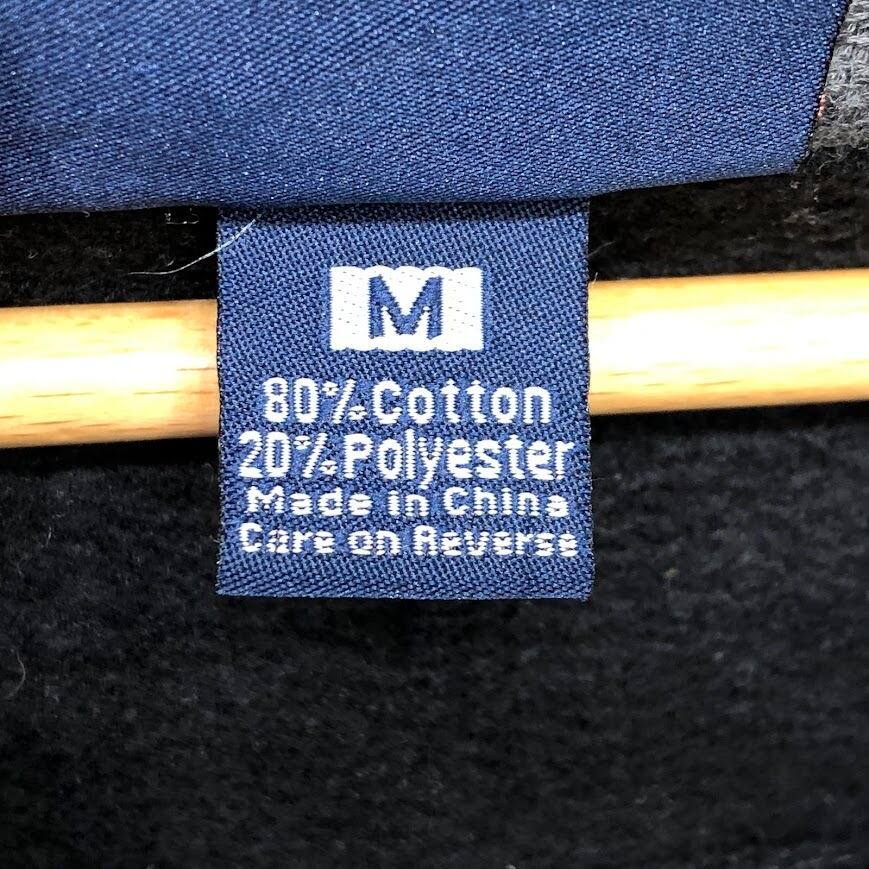 M
80% Cotton
20% Polyester
Made in China
Care on Reverse